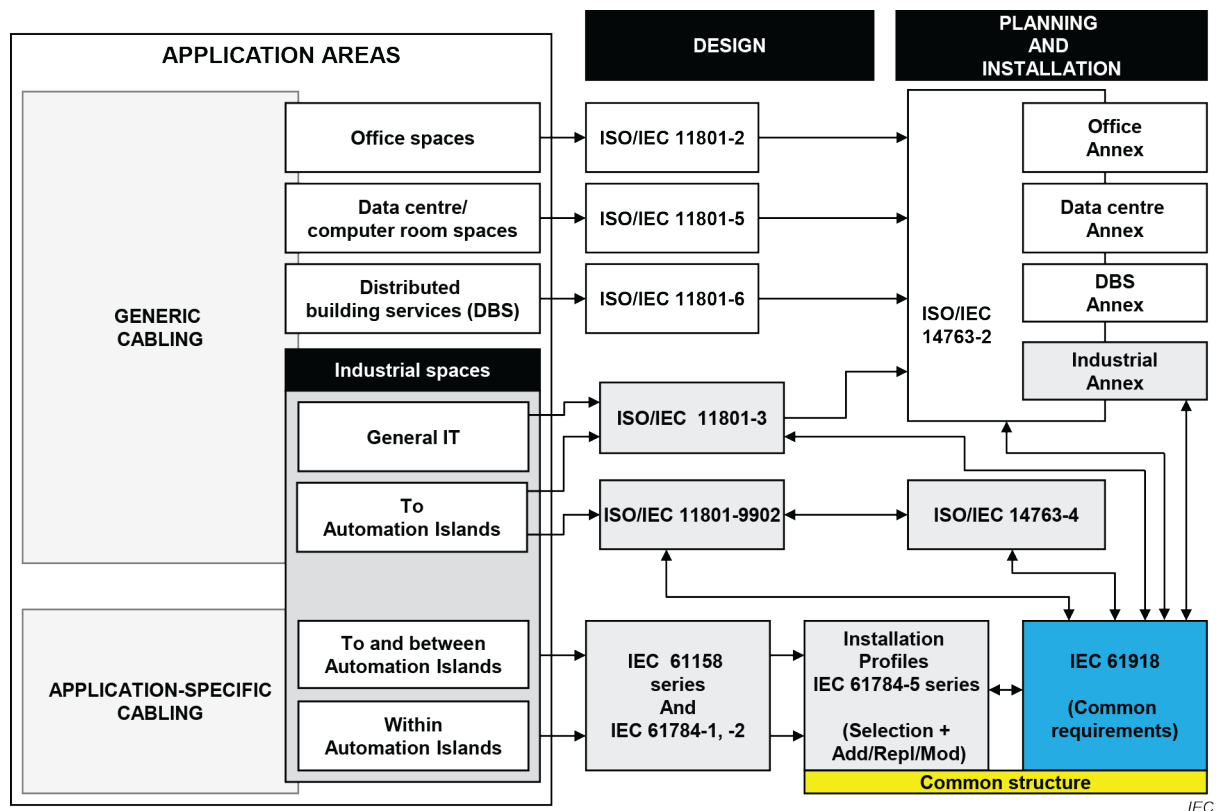 APPLICATION AREAS
DESIGN
PLANNING
AND
INSTALLATION
GENERIC
CABLING
Office spaces
ISO/IEC 11801-2
Office
Annex
Data centre/
computer room spaces
ISO/IEC 11801-5
Data centre
Annex
Distributed
building services (DBS)
ISO/IEC 11801-6
DBS
Annex
ISO/IEC
14763-2
Industrial
Annex
Industrial spaces
General IT
ISO/IEC  11801-3
To
Automation Islands
ISO/IEC 11801-9902
ISO/IEC 14763-4
APPLICATION-SPECIFIC
CABLING
To and between
Automation Islands
Within
Automation Islands
IEC  61158
series
And
IEC 61784-1, -2
Installation
Profiles
IEC 61784-5 series
(Selection +
Add/Repl/Mod)
IEC 61918
(Common
requirements)
Common structure
IEC